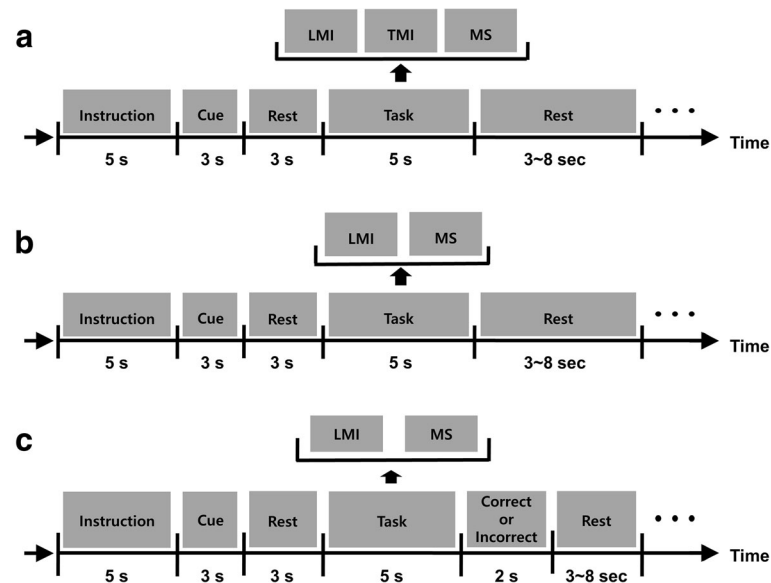 a
LMI TMI MS
Instruction Cue Rest Task Rest • • •
Time
5 s 3 s 3 s 5 s 3~8 sec
b
LMI MS
Instruction Cue Rest Task Rest • • •
Time
5 s 3 s 3 s 5 s 3~8 sec
c
LMI MS
Instruction Cue Rest Task Correct or Incorrect Rest • • •
Time
5 s 3 s 3 s 5 s 2 s 3~8 sec